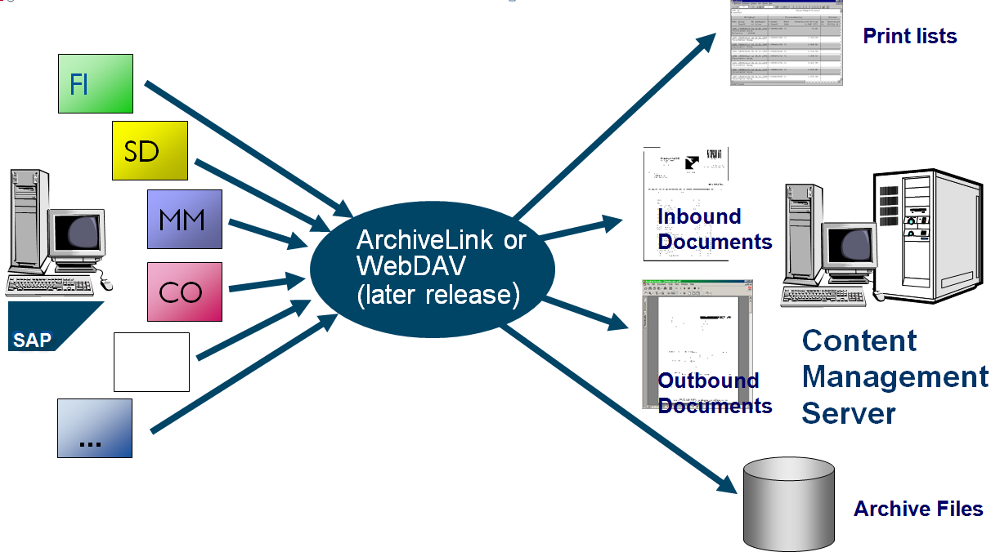 FI
SD
MM
CO
...
SAP
ArchiveLink or
WebDAV
(later release)
Print lists
Inbound
Documents
Outbound
Documents
Content
Management
Server
Archive Files